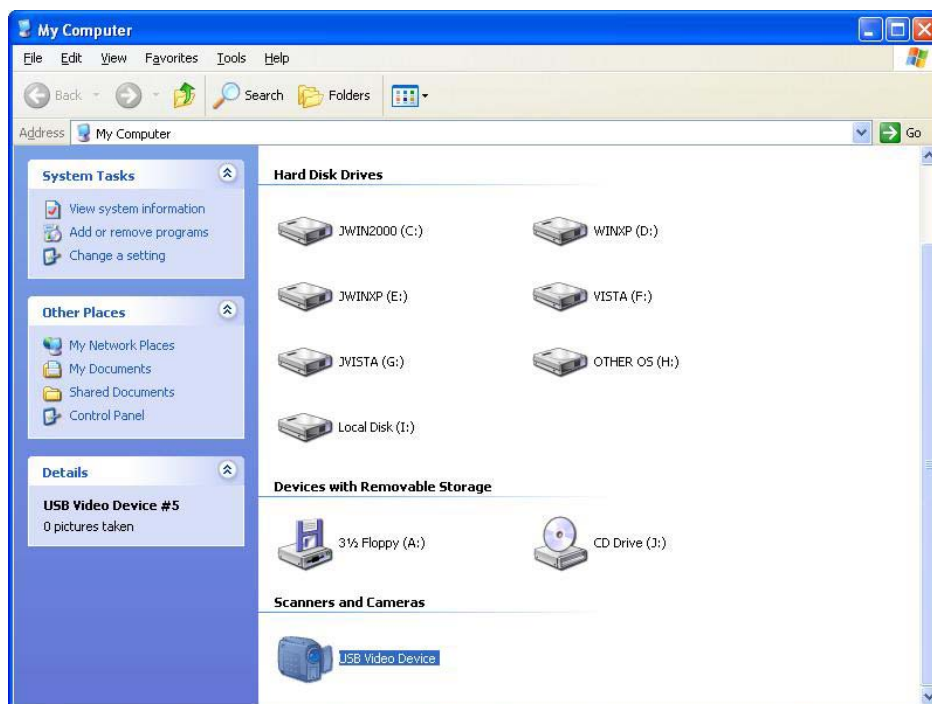 My Computer
File Edit View Favorites Tools Help
Back Search Folders
Address My Computer Go
System Tasks
View system information
Add or remove programs
Change a setting
Other Places
My Network Places
My Documents
Shared Documents
Control Panel
Details
USB Video Device #5
0 pictures taken
Hard Disk Drives
JWIN2000 (C:) WINXP (D:)
JWINXP (E:) VISTA (F:)
JVISTA (G:) OTHER OS (H:)
Local Disk (I:)
Devices with Removable Storage
3½ Floppy (A:) CD Drive (J:)
Scanners and Cameras
USB Video Device